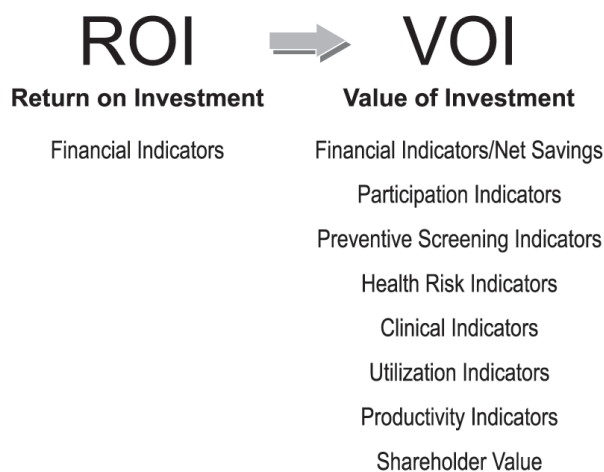 ROI
VOI
Return on Investment
Value of Investment
Financial Indicators
Financial Indicators/Net Savings
Participation Indicators
Preventive Screening Indicators
Health Risk Indicators
Clinical Indicators
Utilization Indicators
Productivity Indicators
Shareholder Value